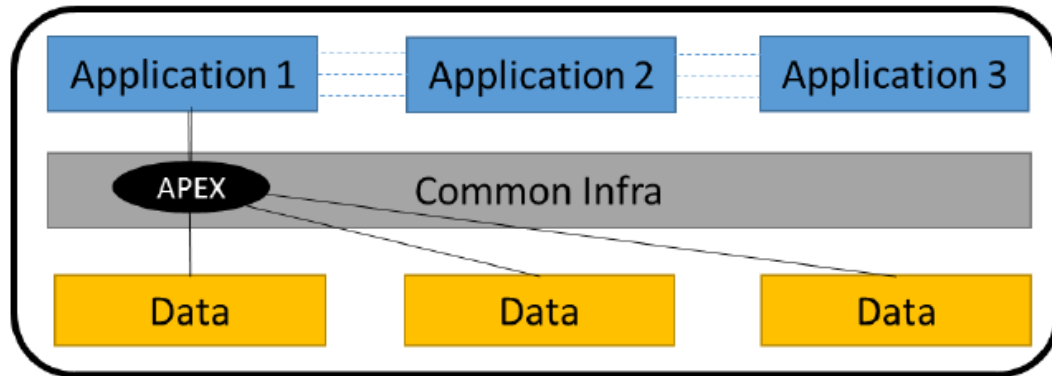 Application 1
Application 2
Application 3
APEX
Common Infra
Data
Data
Data